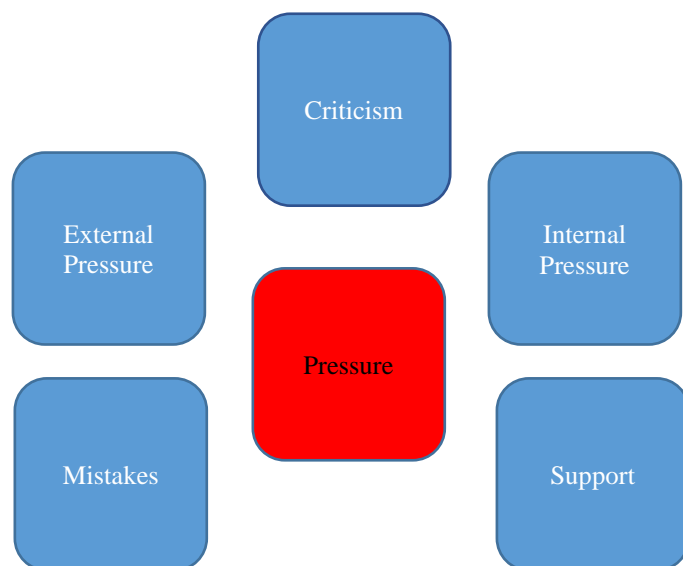 Criticism
External
Pressure
Internal
Pressure
Pressure
Mistakes
Support